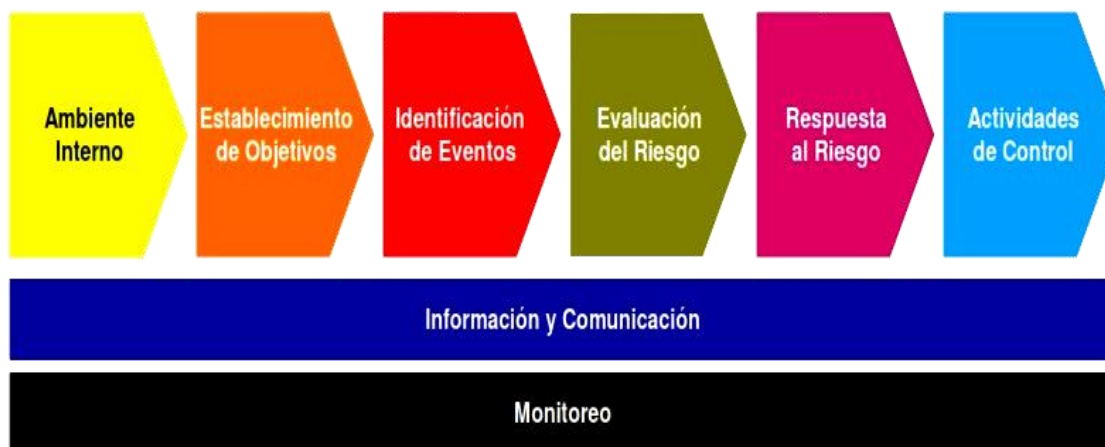 Ambiente
Interno
Establecimiento
de Objetivos
Identificación
de Eventos
Evaluación
del Riesgo
Respuesta
al Riesgo
Actividades
de Control
Información y Comunicación
Monitoreo